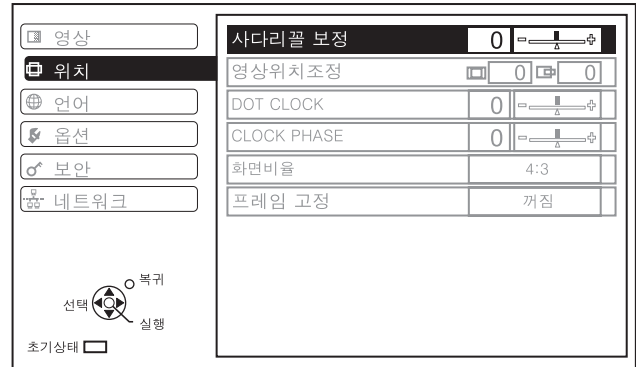 영상
위치
언어
옵션
보안
네트워크
복귀
선택
실행
초기상태
사다리꼴 보정 0
영상위치조정 0 0
DOT CLOCK 0
CLOCK PHASE 0
화면비율 4:3
프레임 고정 꺼짐